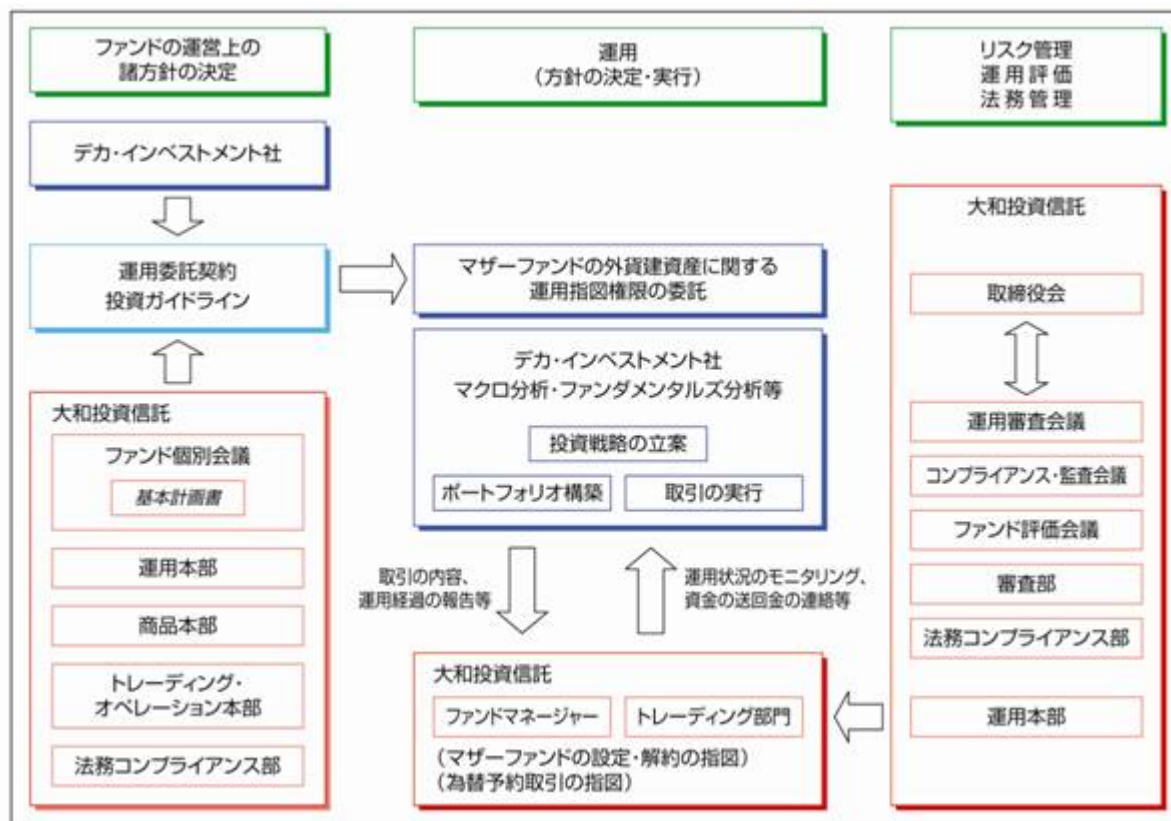 ファンドの運営上の
諸方針の決定
運用
(方針の決定・実行)
リスク管理
運用評価
法務管理
デカ・インベストメント社
運用委託契約
投資ガイドライン
大和投資信託
ファンド個別会議
基本計画書
運用本部
商品本部
トレーディング・
オペレーション本部
法務コンプライアンス部
マザーファンドの外貨建資産に関する
運用指図権限の委託
デカ・インベストメント社
マクロ分析・ファンダメンタルズ分析等
投資戦略の立案
ポートフォリオ構築
取引の実行
取引の内容、
運用経過の報告等
運用状況のモニタリング、
資金の送回金の連絡等
大和投資信託
ファンドマネージャー
トレーディング部門
(マザーファンドの設定・解約の指図)
(為替予約取引の指図)
大和投資信託
取締役会
運用審査会議
コンプライアンス・監査会議
ファンド評価会議
審査部
法務コンプライアンス部
運用本部